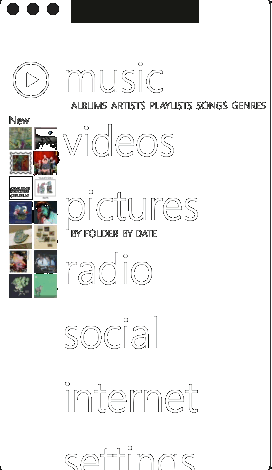 music
ALBUMS ARTISTS PLAYLISTS SONGS GENRES
New
videos
pictures
BY FOLDER BY DATE
radio
social
internet
settings